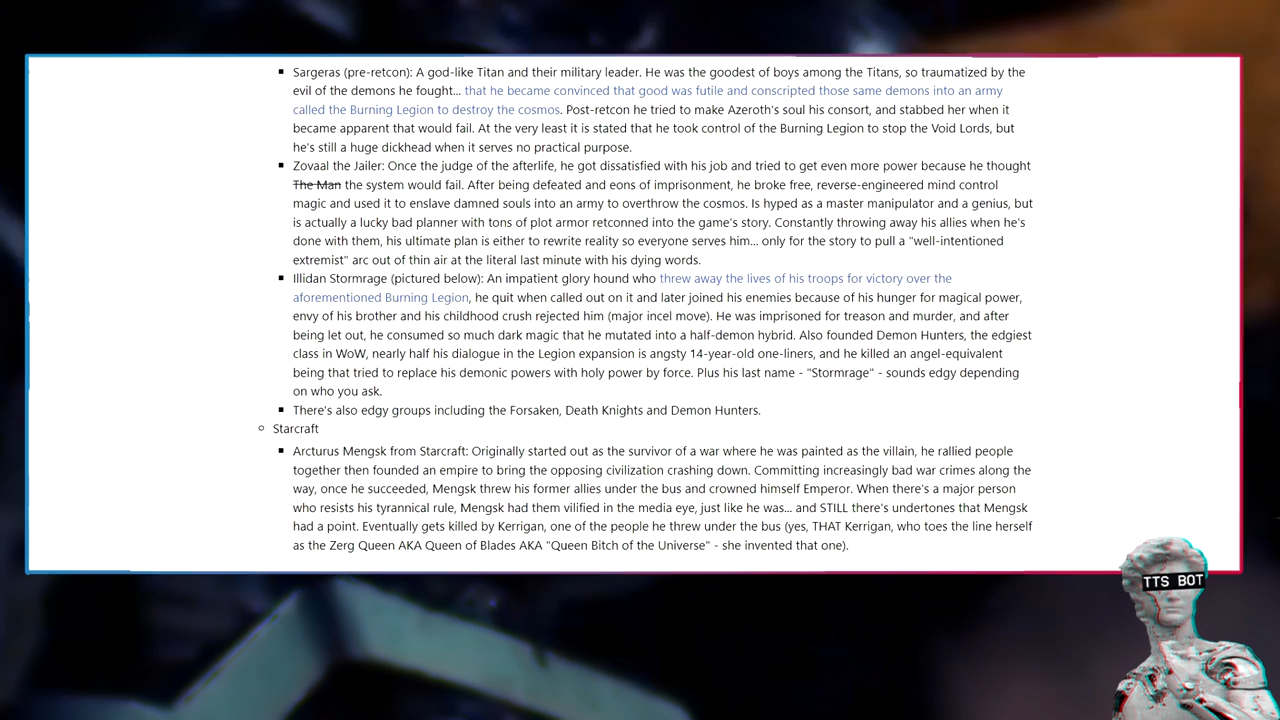 Sargeras (pre-retcon): A god-like Titan and their military leader. He was the goodest of boys among the Titans, so traumatized by the
evil of the demons he fought... that he became convinced that good was futile and conscripted those same demons into an army
called the Burning Legion to destroy the cosmos. Post-retcon he tried to make Azeroth's soul his consort, and stabbed her when it
became apparent that would fail. At the very least it is stated that he took control of the Burning Legion to stop the Void Lords, but
he's still a huge dickhead when it serves no practical purpose.
Zovaal the Jailer: Once the judge of the afterlife, he got dissatisfied with his job and tried to get even more power because he thought
The Man the system would fail. After being defeated and eons of imprisonment, he broke free, reverse-engineered mind control
magic and used it to enslave damned souls into an army to overthrow the cosmos. Is hyped as a master manipulator and a genius, but
is actually a lucky bad planner with tons of plot armor retconned into the game's story. Constantly throwing away his allies when he's
done with them, his ultimate plan is either to rewrite reality so everyone serves him... only for the story to pull a "well-intentioned
extremist" arc out of thin air at the literal last minute with his dying words.
Illidan Stormrage (pictured below): An impatient glory hound who threw away the lives of his troops for victory over the
aforementioned Burning Legion, he quit when called out on it and later joined his enemies because of his hunger for magical power,
envy of his brother and his childhood crush rejected him (major incel move). He was imprisoned for treason and murder, and after
being let out, he consumed so much dark magic that he mutated into a half-demon hybrid. Also founded Demon Hunters, the edgiest
class in WoW, nearly half his dialogue in the Legion expansion is angsty 14-year-old one-liners, and he killed an angel-equivalent
being that tried to replace his demonic powers with holy power by force. Plus his last name - "Stormrage" - sounds edgy depending
on who you ask.
There's also edgy groups including the Forsaken, Death Knights and Demon Hunters.
Starcraft
Arcturus Mengsk from Starcraft: Originally started out as the survivor of a war where he was painted as the villain, he rallied people
together then founded an empire to bring the opposing civilization crashing down. Committing increasingly bad war crimes along the
way, once he succeeded, Mengsk threw his former allies under the bus and crowned himself Emperor. When there's a major person
who resists his tyrannical rule, Mengsk had them vilified in the media eye, just like he was... and STILL there's undertones that Mengsk
had a point. Eventually gets killed by Kerrigan, one of the people he threw under the bus (yes, THAT Kerrigan, who toes the line herself
as the Zerg Queen AKA Queen of Blades AKA "Queen Bitch of the Universe" - she invented that one).
TTS BOT